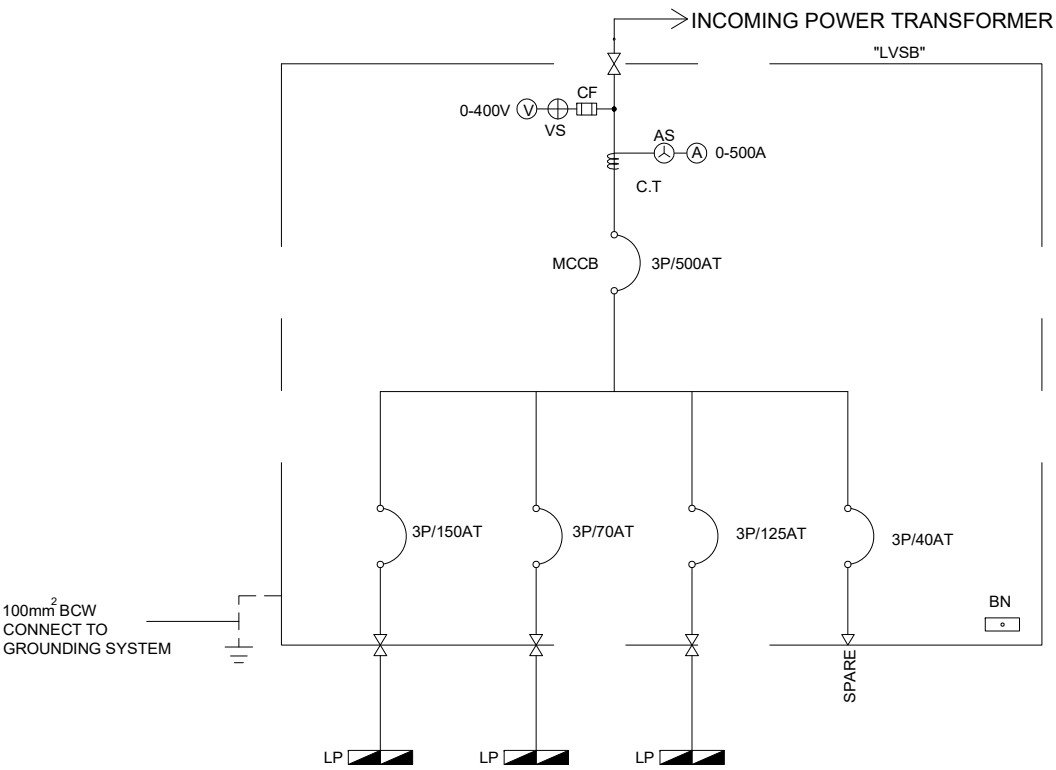 INCOMING POWER TRANSFORMER
"LVSB"
CF
0-400V
V
VS
AS
A
0-500A
C.T
MCCB
3P/500AT
3P/150AT
3P/70AT
3P/125AT
3P/40AT
100mm² BCW
CONNECT TO
GROUNDING SYSTEM
BN
SPARE
LP
LP
LP